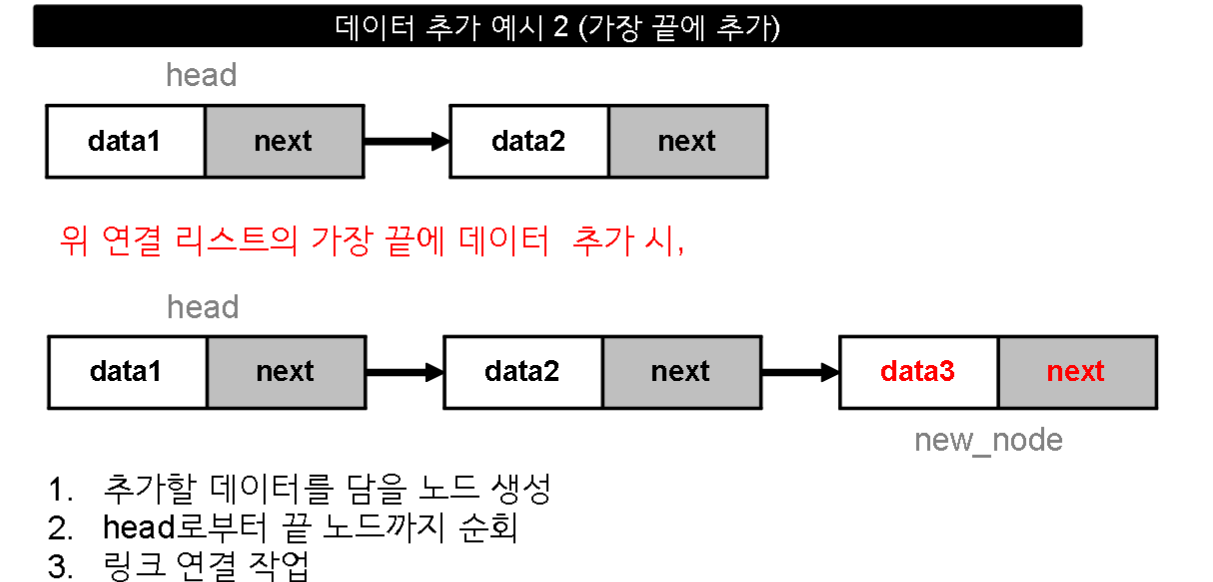 데이터 추가 예시 2 (가장 끝에 추가)
head
data1 next data2 next
위 연결 리스트의 가장 끝에 데이터 추가 시,
head
data1 next data2 next data3 next
new_node
1. 추가할 데이터를 담을 노드 생성
2. head로부터 끝 노드까지 순회
3. 링크 연결 작업